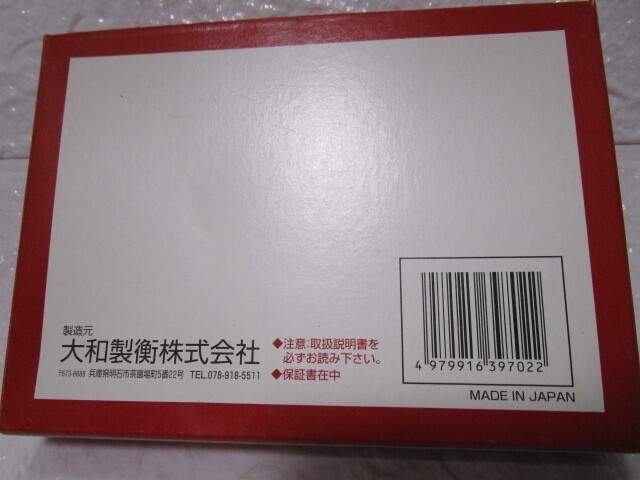 製造元
大和製衡株式会社
〒673-8688 兵庫県明石市茶園場町5番22号 TEL.078-918-5511
◆注意:取扱説明書を
必ずお読み下さい。
◆保証書在中
4 979916 397022
MADE IN JAPAN